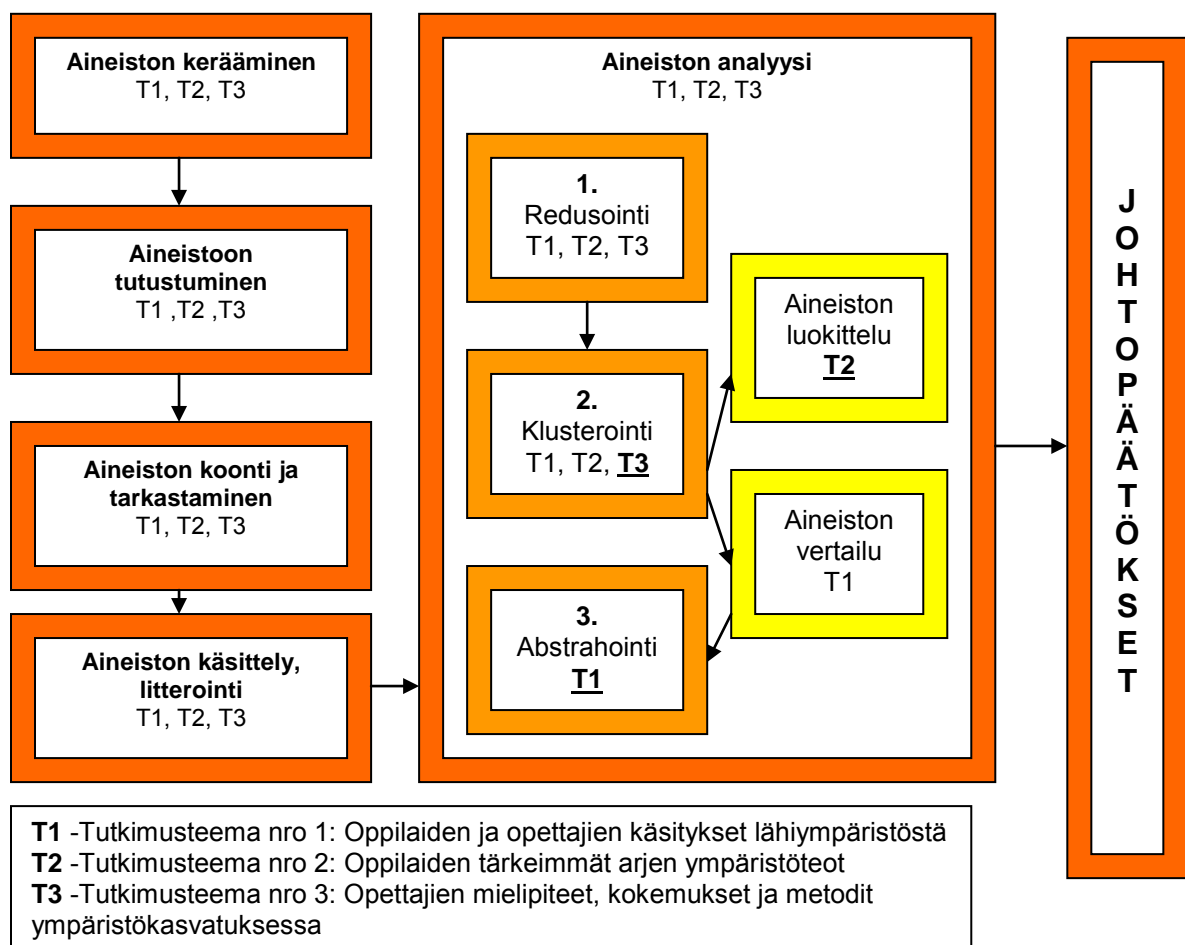 Aineiston kerääminen
T1, T2, T3
Aineistoon
tutustuminen
T1 ,T2 ,T3
Aineiston koonti ja
tarkastaminen
T1, T2, T3
Aineiston käsittely,
litterointi
T1, T2, T3
Aineiston analyysi
T1, T2, T3
1.
Redusointi
T1, T2, T3
2.
Klusterointi
T1, T2, T3
Aineiston
luokittelu
T2
Aineiston
vertailu
T1
3.
Abstrahointi
T1
J
O
H
T
O
P
Ä
Ä
T
Ö
K
S
E
T
T1 -Tutkimusteema nro 1: Oppilaiden ja opettajien käsitykset lähiympäristöstä
T2 -Tutkimusteema nro 2: Oppilaiden tärkeimmät arjen ympäristöteot
T3 -Tutkimusteema nro 3: Opettajien mielipiteet, kokemukset ja metodit
ympäristökasvatuksessa